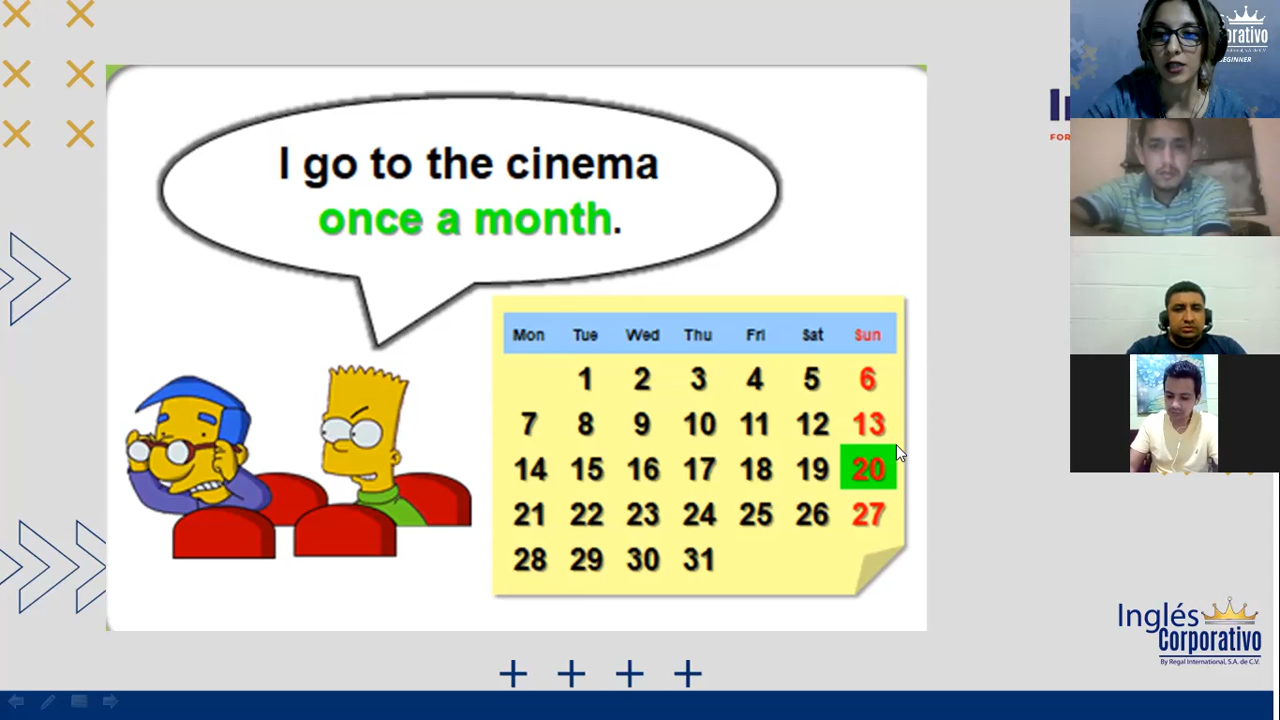 I go to the cinema
once a month.
Mon Tue Wed Thu Fri Sat Sun
1 2 3 4 5 6
7 8 9 10 11 12 13
14 15 16 17 18 19 20
21 22 23 24 25 26 27
28 29 30 31
Inglés
Corporativo
By Regal International, S.A. de C.V.